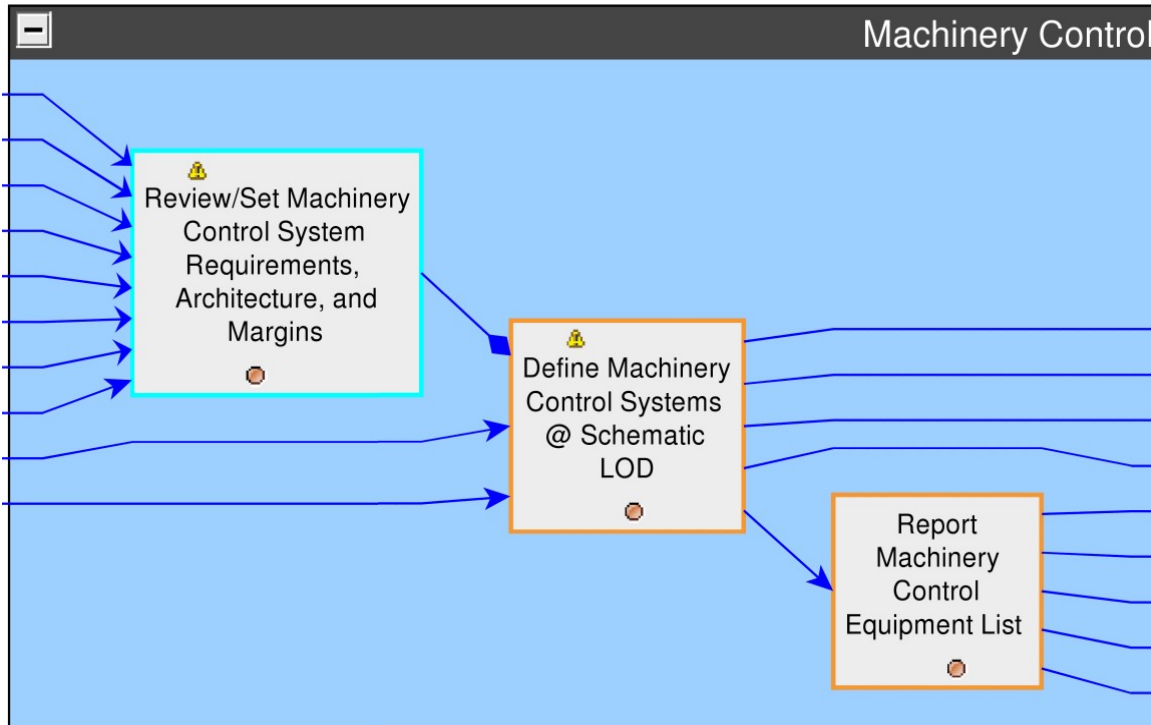 Machinery Control
Review/Set Machinery
Control System
Requirements,
Architecture, and
Margins
Define Machinery
Control Systems
@ Schematic
LOD
Report
Machinery
Control
Equipment List